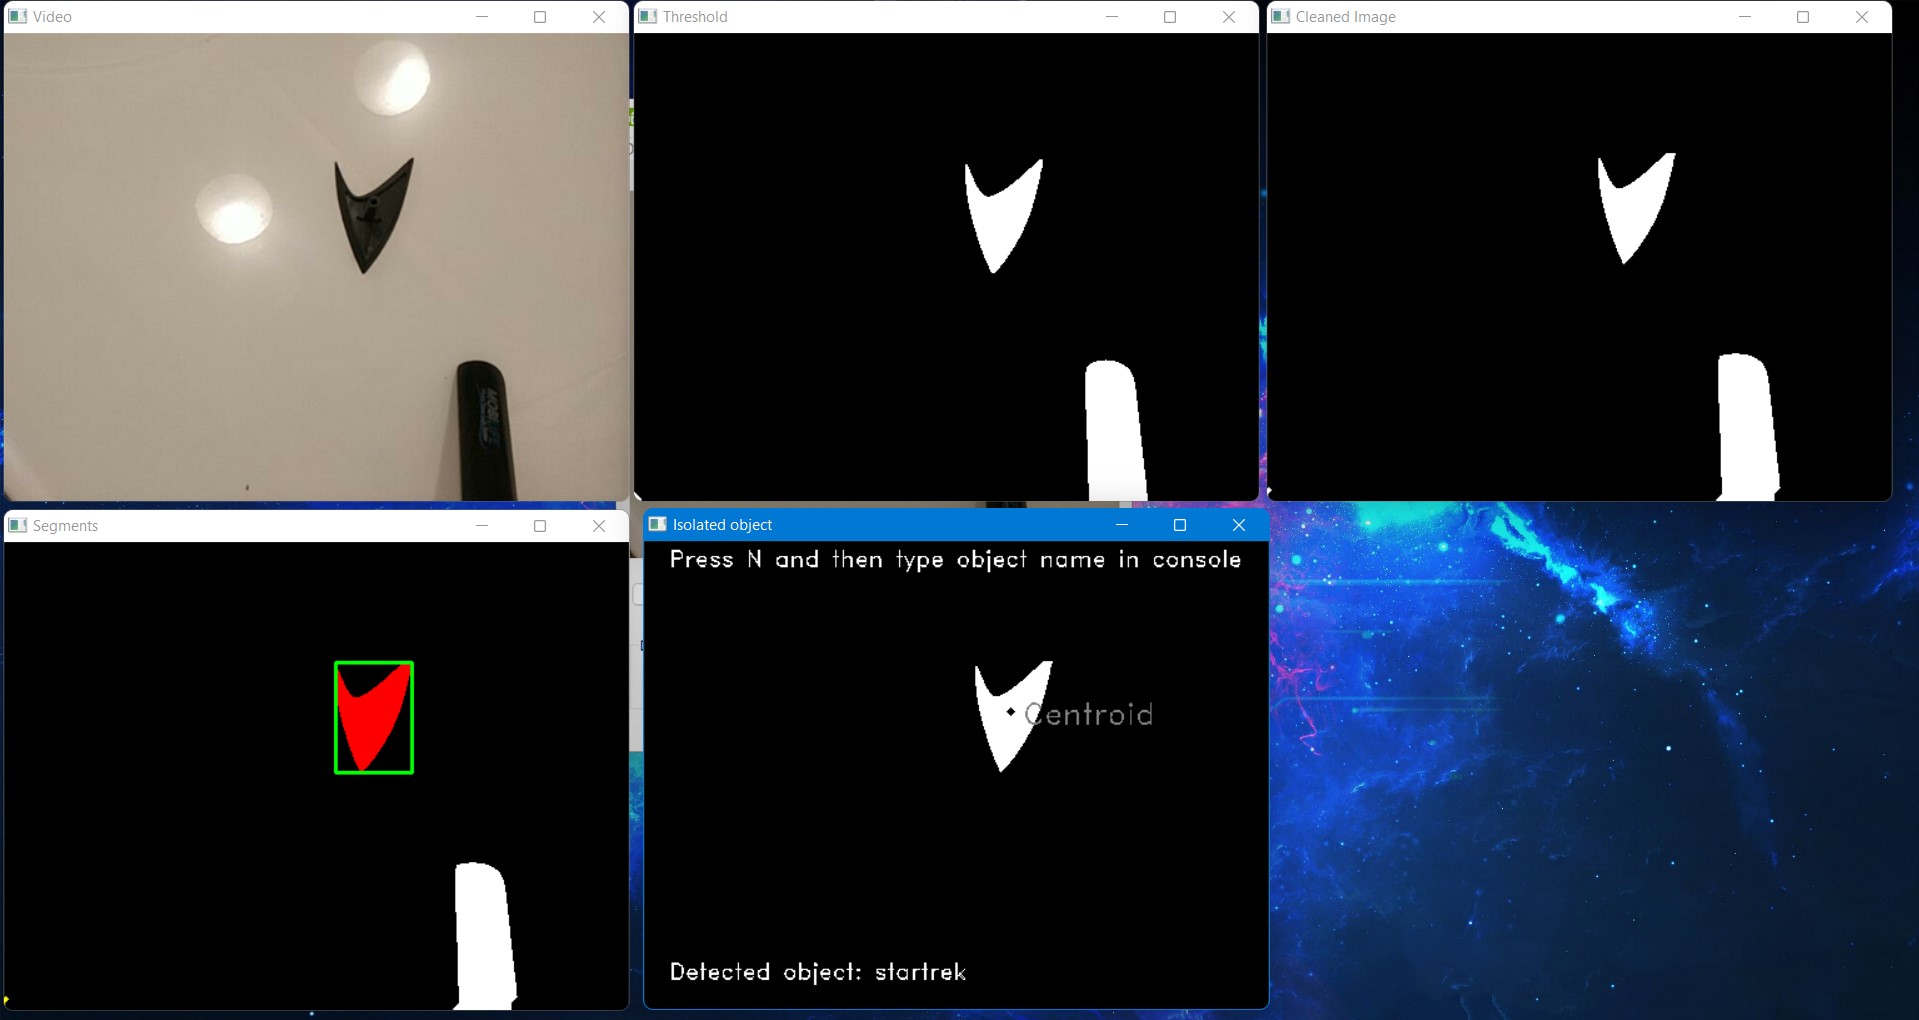 Video
Threshold
Cleaned Image
Segments
Isolated object
Press N and then type object name in console
Centroid
Detected object: startrek